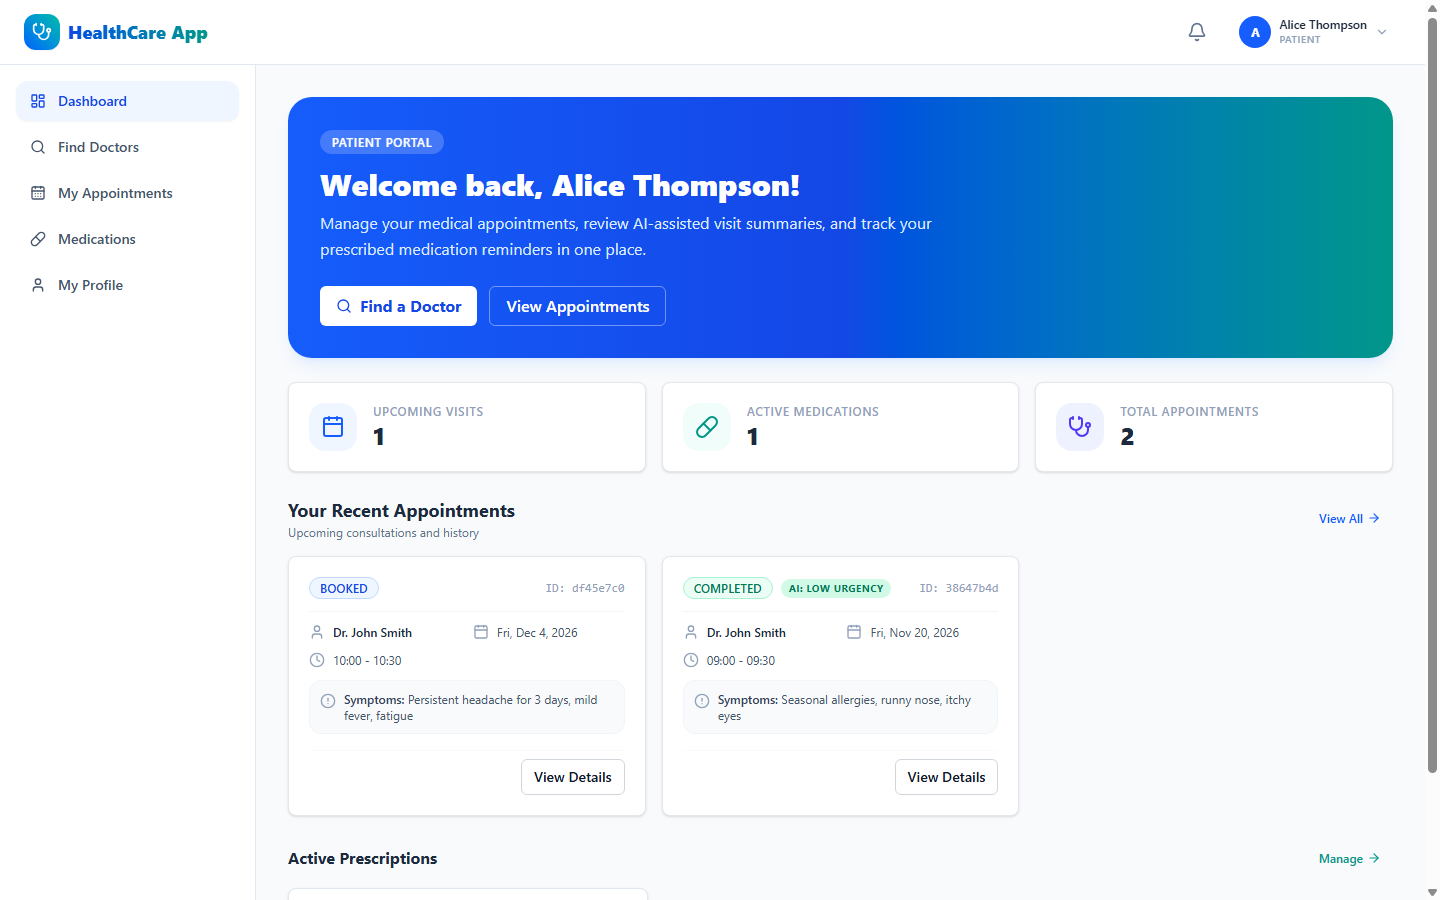 HealthCare App
A
Alice Thompson
PATIENT
Dashboard
Find Doctors
My Appointments
Medications
My Profile
PATIENT PORTAL
Welcome back, Alice Thompson!
Manage your medical appointments, review AI-assisted visit summaries, and track your
prescribed medication reminders in one place.
Find a Doctor
View Appointments
UPCOMING VISITS
1
ACTIVE MEDICATIONS
1
TOTAL APPOINTMENTS
2
Your Recent Appointments
Upcoming consultations and history
View All
BOOKED
ID: df45e7c0
Dr. John Smith
Fri, Dec 4, 2026
10:00 - 10:30
Symptoms: Persistent headache for 3 days, mild
fever, fatigue
View Details
COMPLETED
AI: LOW URGENCY
ID: 38647b4d
Dr. John Smith
Fri, Nov 20, 2026
09:00 - 09:30
Symptoms: Seasonal allergies, runny nose, itchy
eyes
View Details
Active Prescriptions
Manage